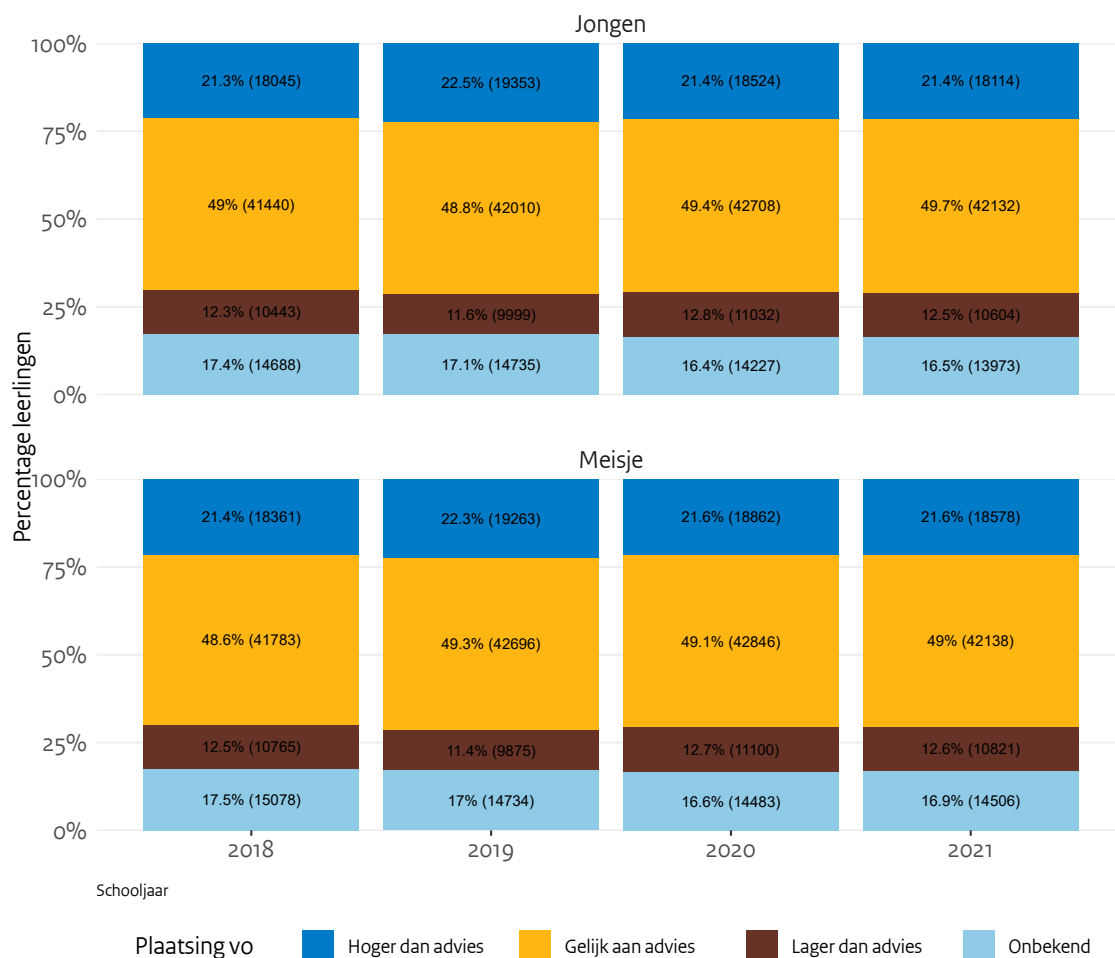 Jongen
100%
21.3% (18045) 22.5% (19353) 21.4% (18524) 21.4% (18114)
75%
49% (41440) 48.8% (42010) 49.4% (42708) 49.7% (42132)
50%
25%
12.3% (10443) 11.6% (9999) 12.8% (11032) 12.5% (10604)
17.4% (14688) 17.1% (14735) 16.4% (14227) 16.5% (13973)
0%
Percentage leerlingen
Meisje
100%
21.4% (18361) 22.3% (19263) 21.6% (18862) 21.6% (18578)
75%
48.6% (41783) 49.3% (42696) 49.1% (42846) 49% (42138)
50%
25%
12.5% (10765) 11.4% (9875) 12.7% (11100) 12.6% (10821)
17.5% (15078) 17% (14734) 16.6% (14483) 16.9% (14506)
0%
2018 2019 2020 2021
Schooljaar
Plaatsing vo Hoger dan advies Gelijk aan advies Lager dan advies Onbekend